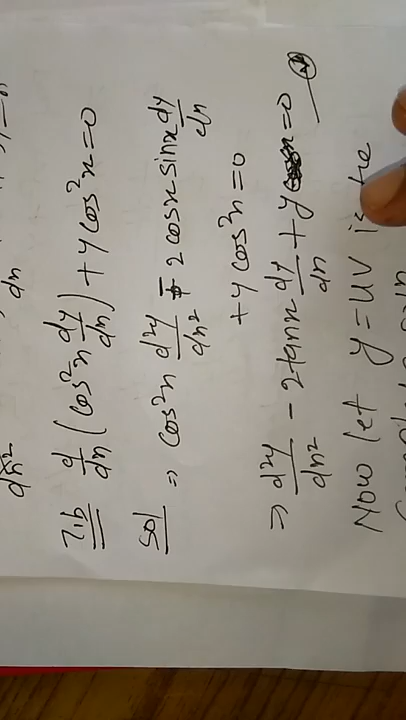 7.1b d/dx (cos²x dy/dx) + y cos²x = 0
Sol ⇒ cos²x d²y/dx² - 2 cosx sinx dy/dx
+ y cos²x = 0
⇒ d²y/dx² - 2 tanx dy/dx + y = 0
Now let y = uv is the